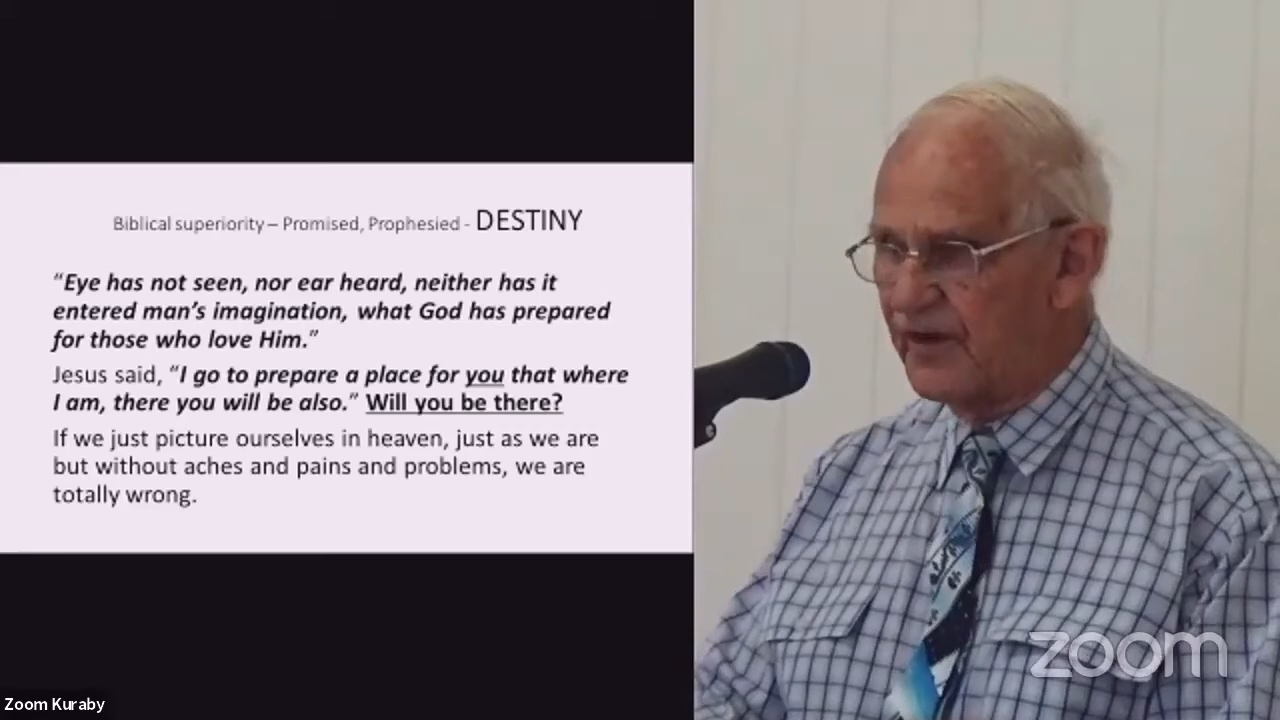 Biblical superiority – Promised, Prophesied - DESTINY
“Eye has not seen, nor ear heard, neither has it
entered man’s imagination, what God has prepared
for those who love Him.”
Jesus said, “I go to prepare a place for you that where
I am, there you will be also.” Will you be there?
If we just picture ourselves in heaven, just as we are
but without aches and pains and problems, we are
totally wrong.
zoom
Zoom Kuraby